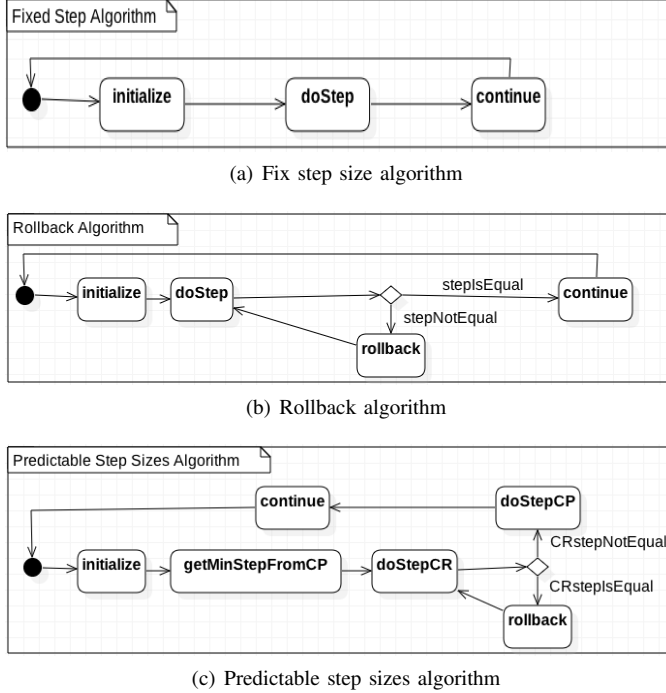 Fixed Step Algorithm
initialize
doStep
continue
(a) Fix step size algorithm
Rollback Algorithm
initialize
doStep
stepIsEqual
continue
stepNotEqual
rollback
(b) Rollback algorithm
Predictable Step Sizes Algorithm
continue
doStepCP
CRstepNotEqual
initialize
getMinStepFromCP
doStepCR
CRstepIsEqual
rollback
(c) Predictable step sizes algorithm